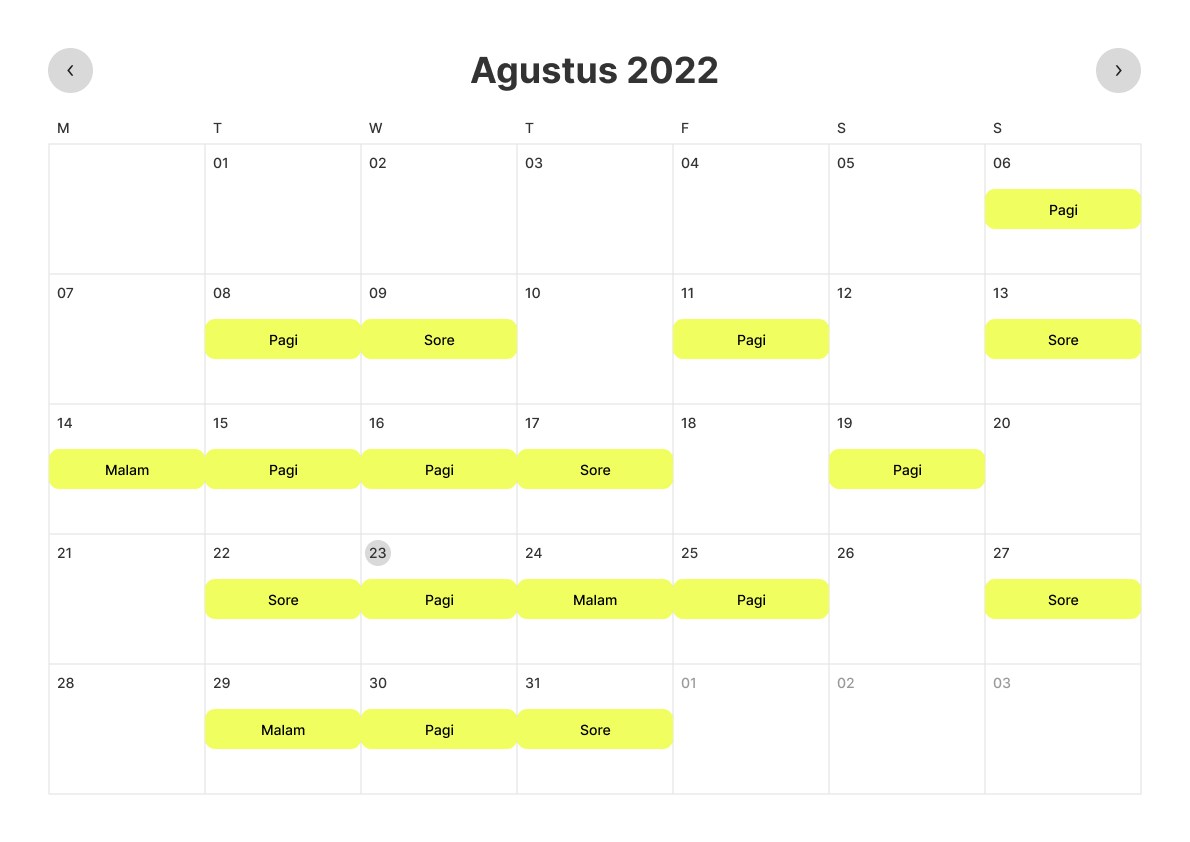 Agustus 2022
M T W T F S S
01 02 03 04 05 06
Pagi
07 08 09 10 11 12 13
Pagi Sore Pagi Sore
14 15 16 17 18 19 20
Malam Pagi Pagi Sore Pagi
21 22 23 24 25 26 27
Sore Pagi Malam Pagi Sore
28 29 30 31 01 02 03
Malam Pagi Sore